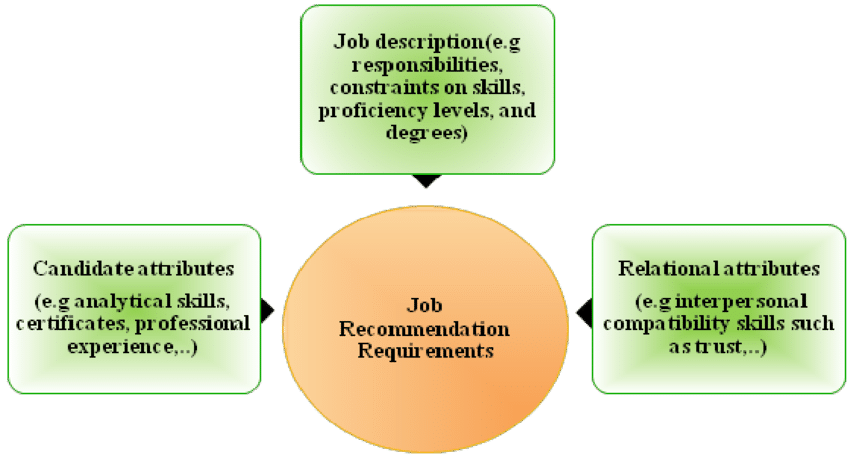 Job description(e.g
responsibilities,
constraints on skills,
proficiency levels, and
degrees)
Candidate attributes
(e.g analytical skills,
certificates, professional
experience,..)
Job
Recommendation
Requirements
Relational attributes
(e.g interpersonal
compatibility skills such
as trust,..)